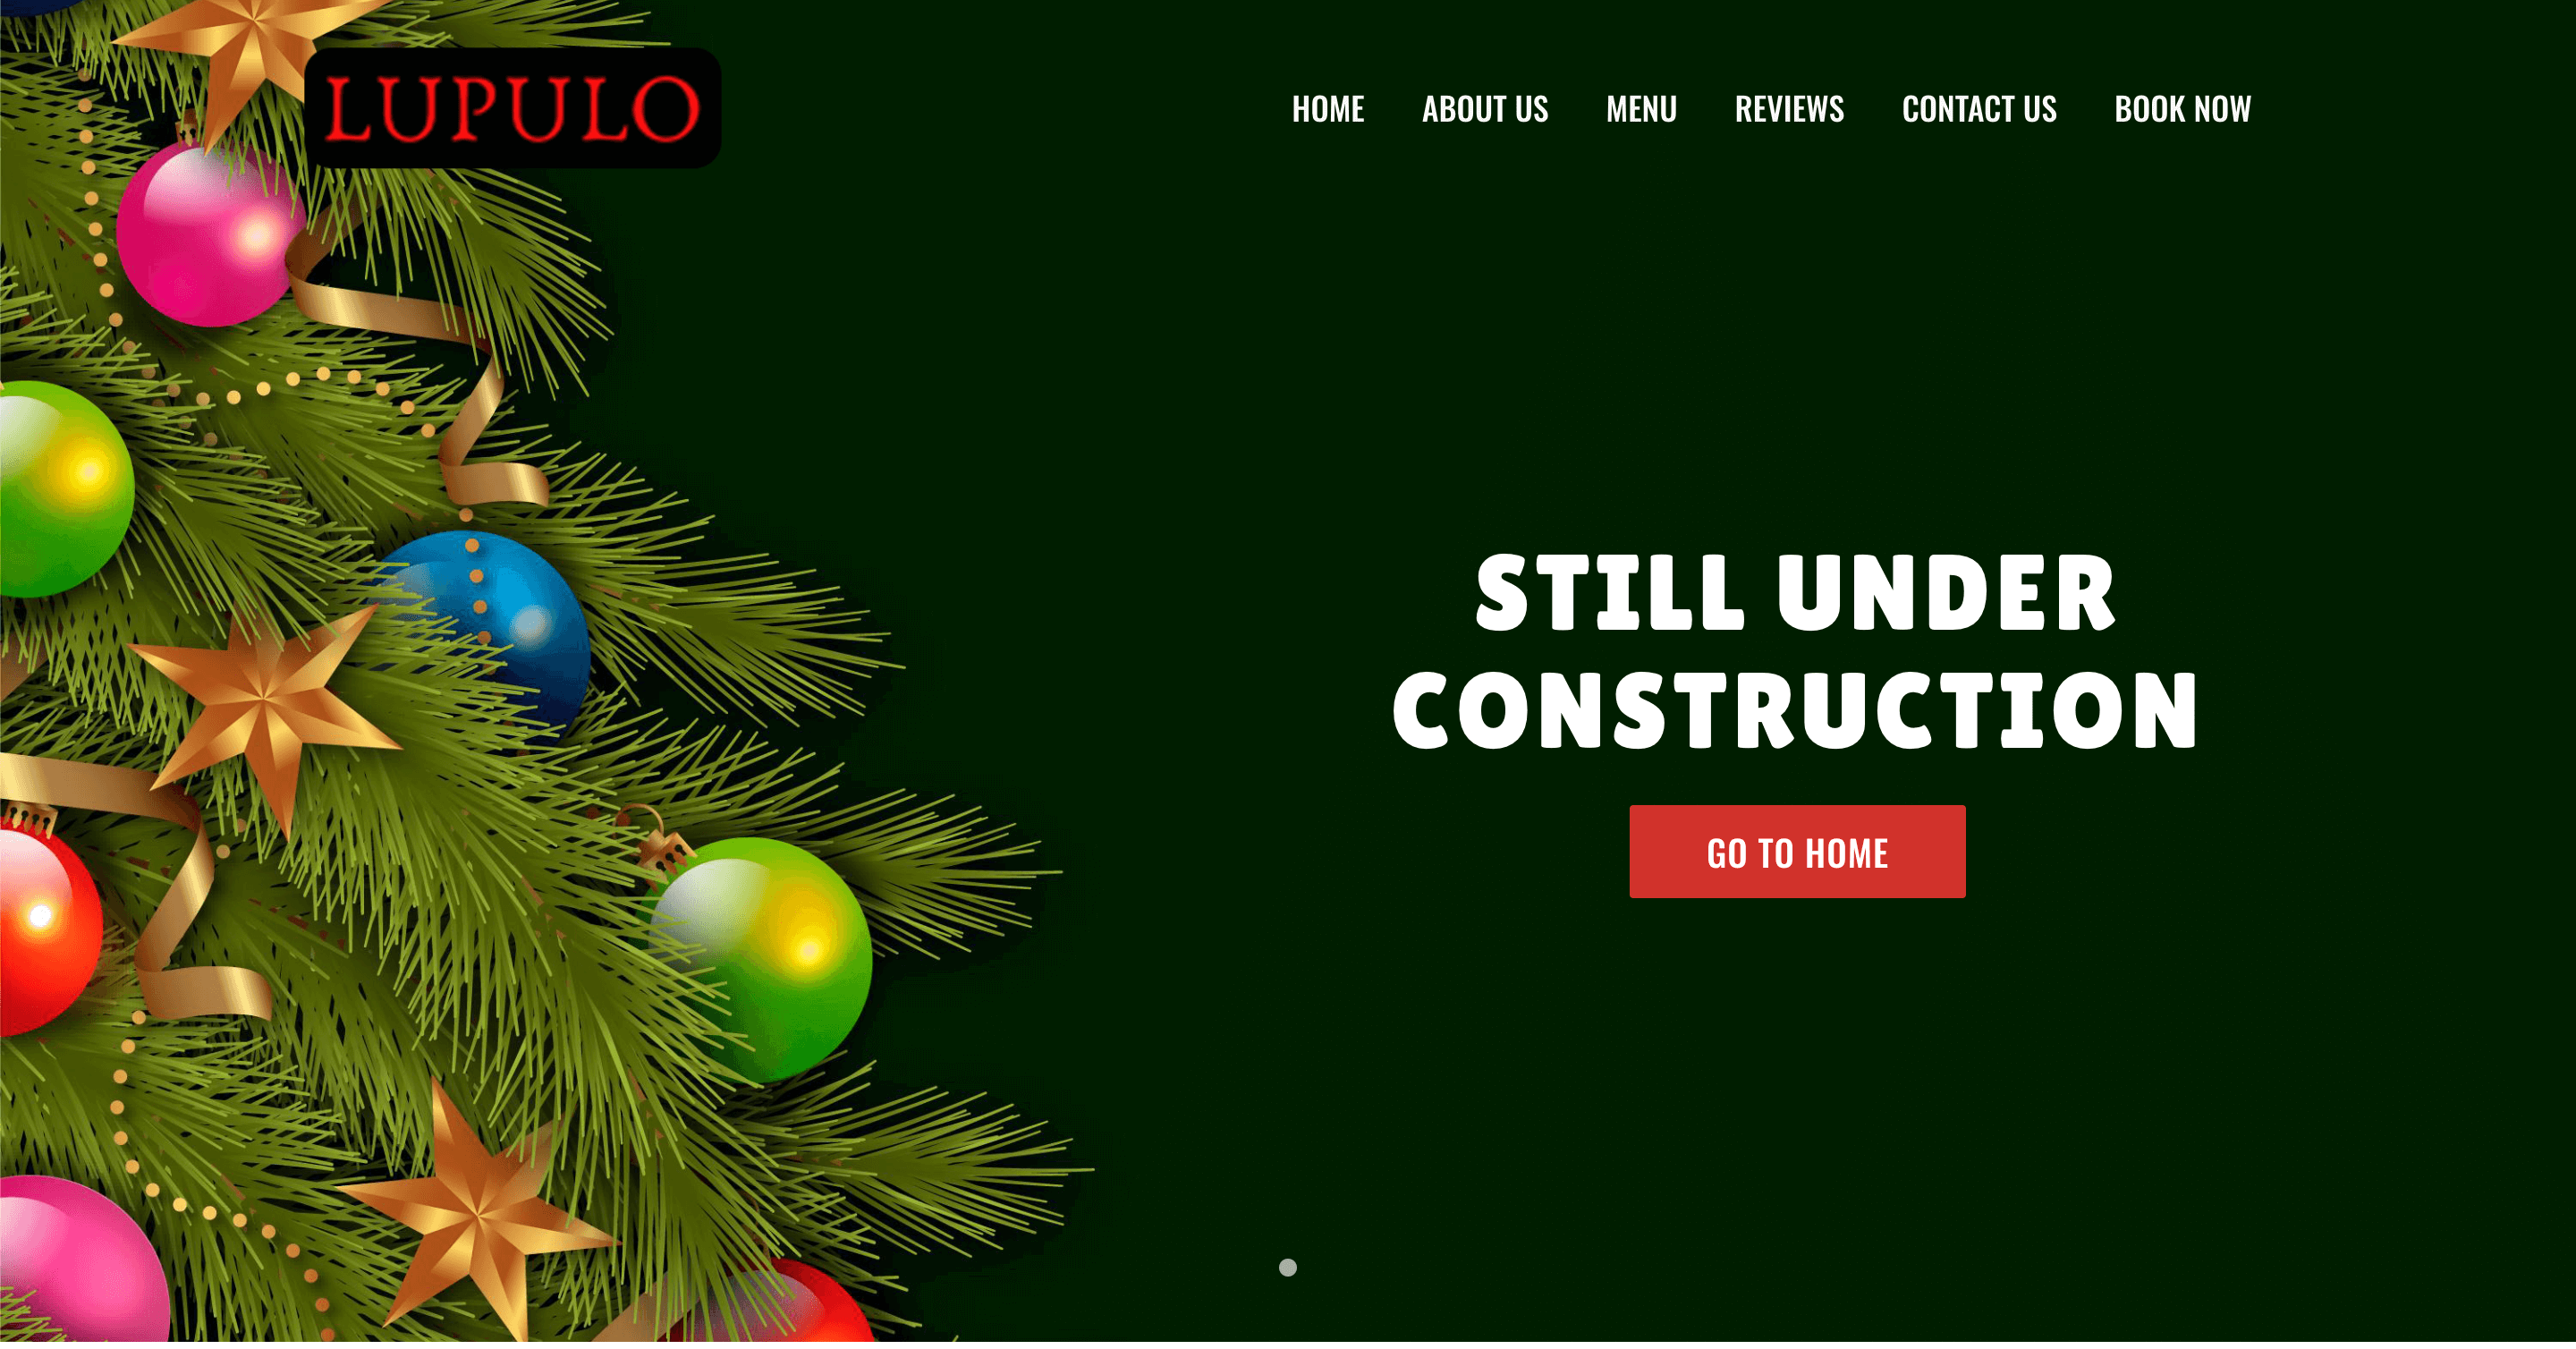 LUPULO
HOME ABOUT US MENU REVIEWS CONTACT US BOOK NOW
STILL UNDER
CONSTRUCTION
GO TO HOME